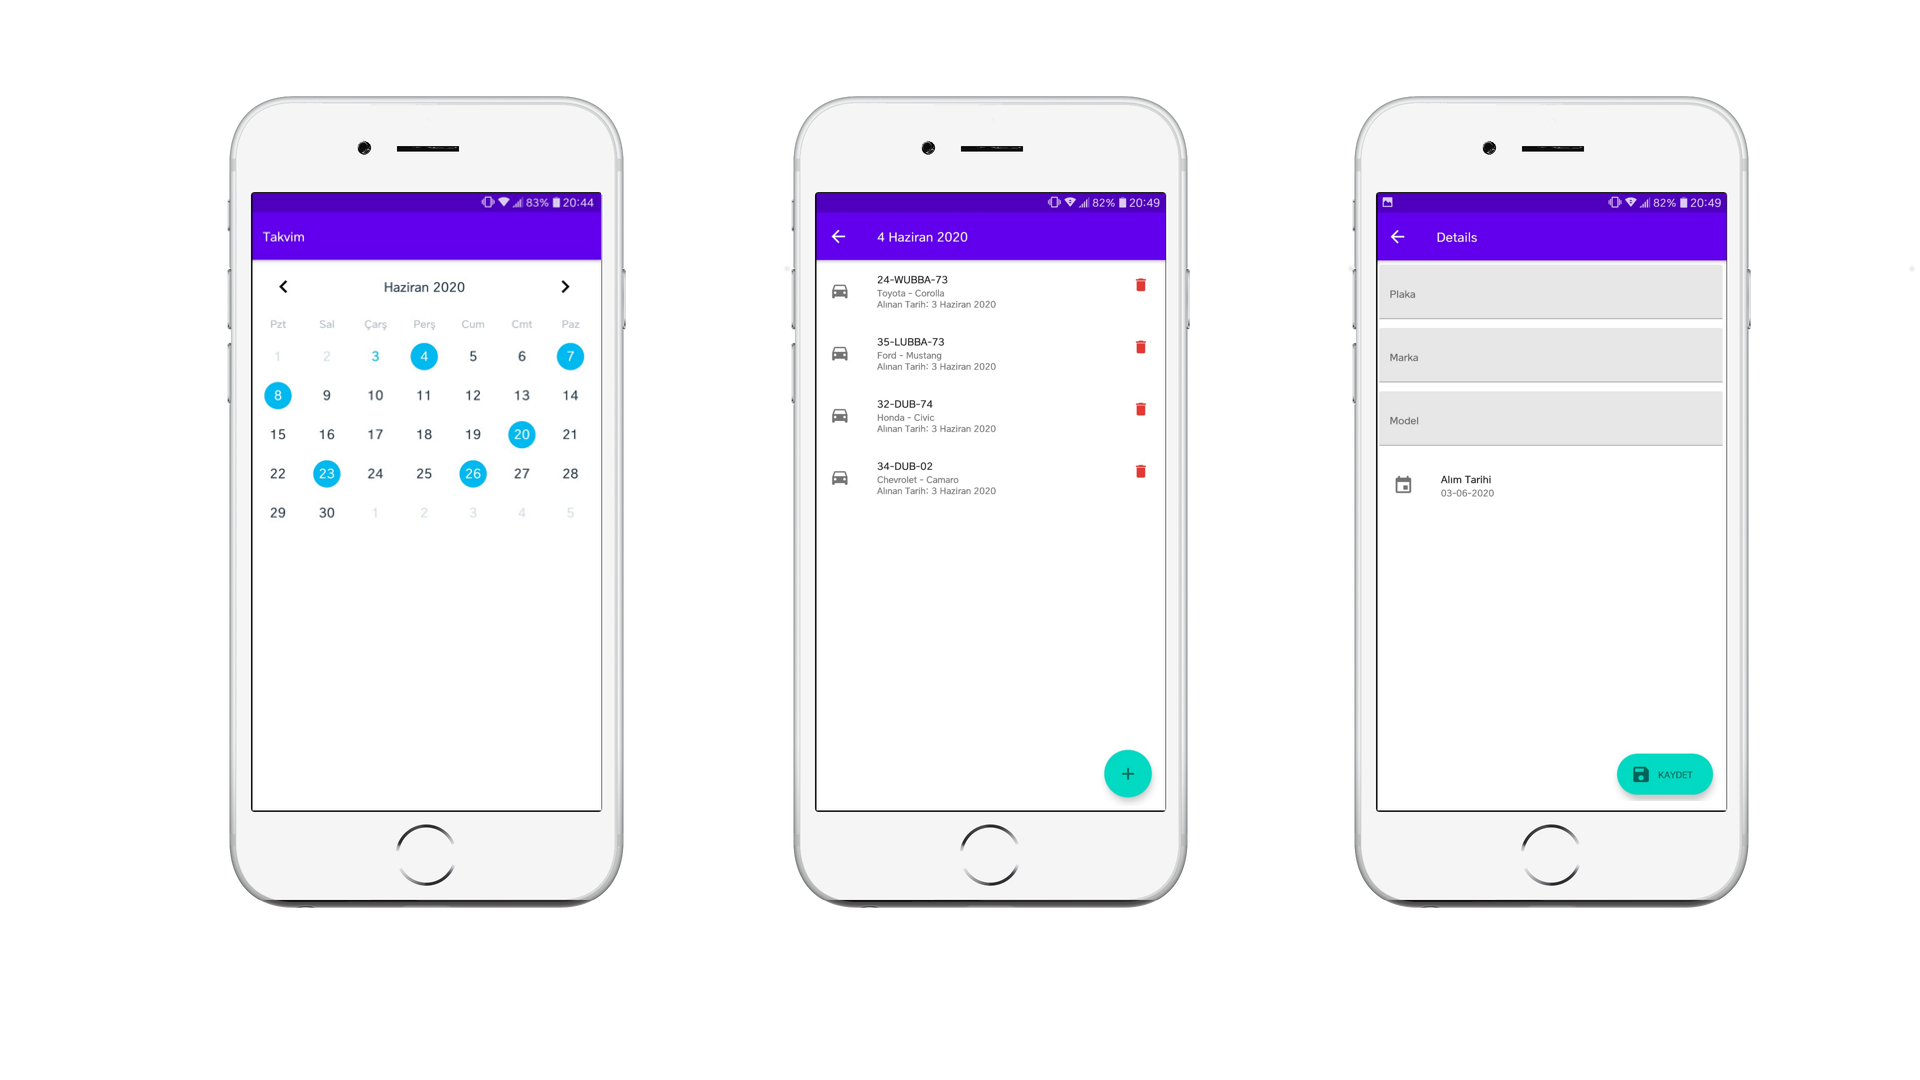 83% 20:44
Takvim
Haziran 2020
Pzt Sal Çarş Perş Cum Cmt Paz
1 2 3 4 5 6 7
8 9 10 11 12 13 14
15 16 17 18 19 20 21
22 23 24 25 26 27 28
29 30 1 2 3 4 5
82% 20:49
4 Haziran 2020
24-WUBBA-73
Toyota - Corolla
Alınan Tarih: 3 Haziran 2020
35-LUBBA-73
Ford - Mustang
Alınan Tarih: 3 Haziran 2020
32-DUB-74
Honda - Civic
Alınan Tarih: 3 Haziran 2020
34-DUB-02
Chevrolet - Camaro
Alınan Tarih: 3 Haziran 2020
+
82% 20:49
Details
Plaka
Marka
Model
Alım Tarihi
03-06-2020
KAYDET